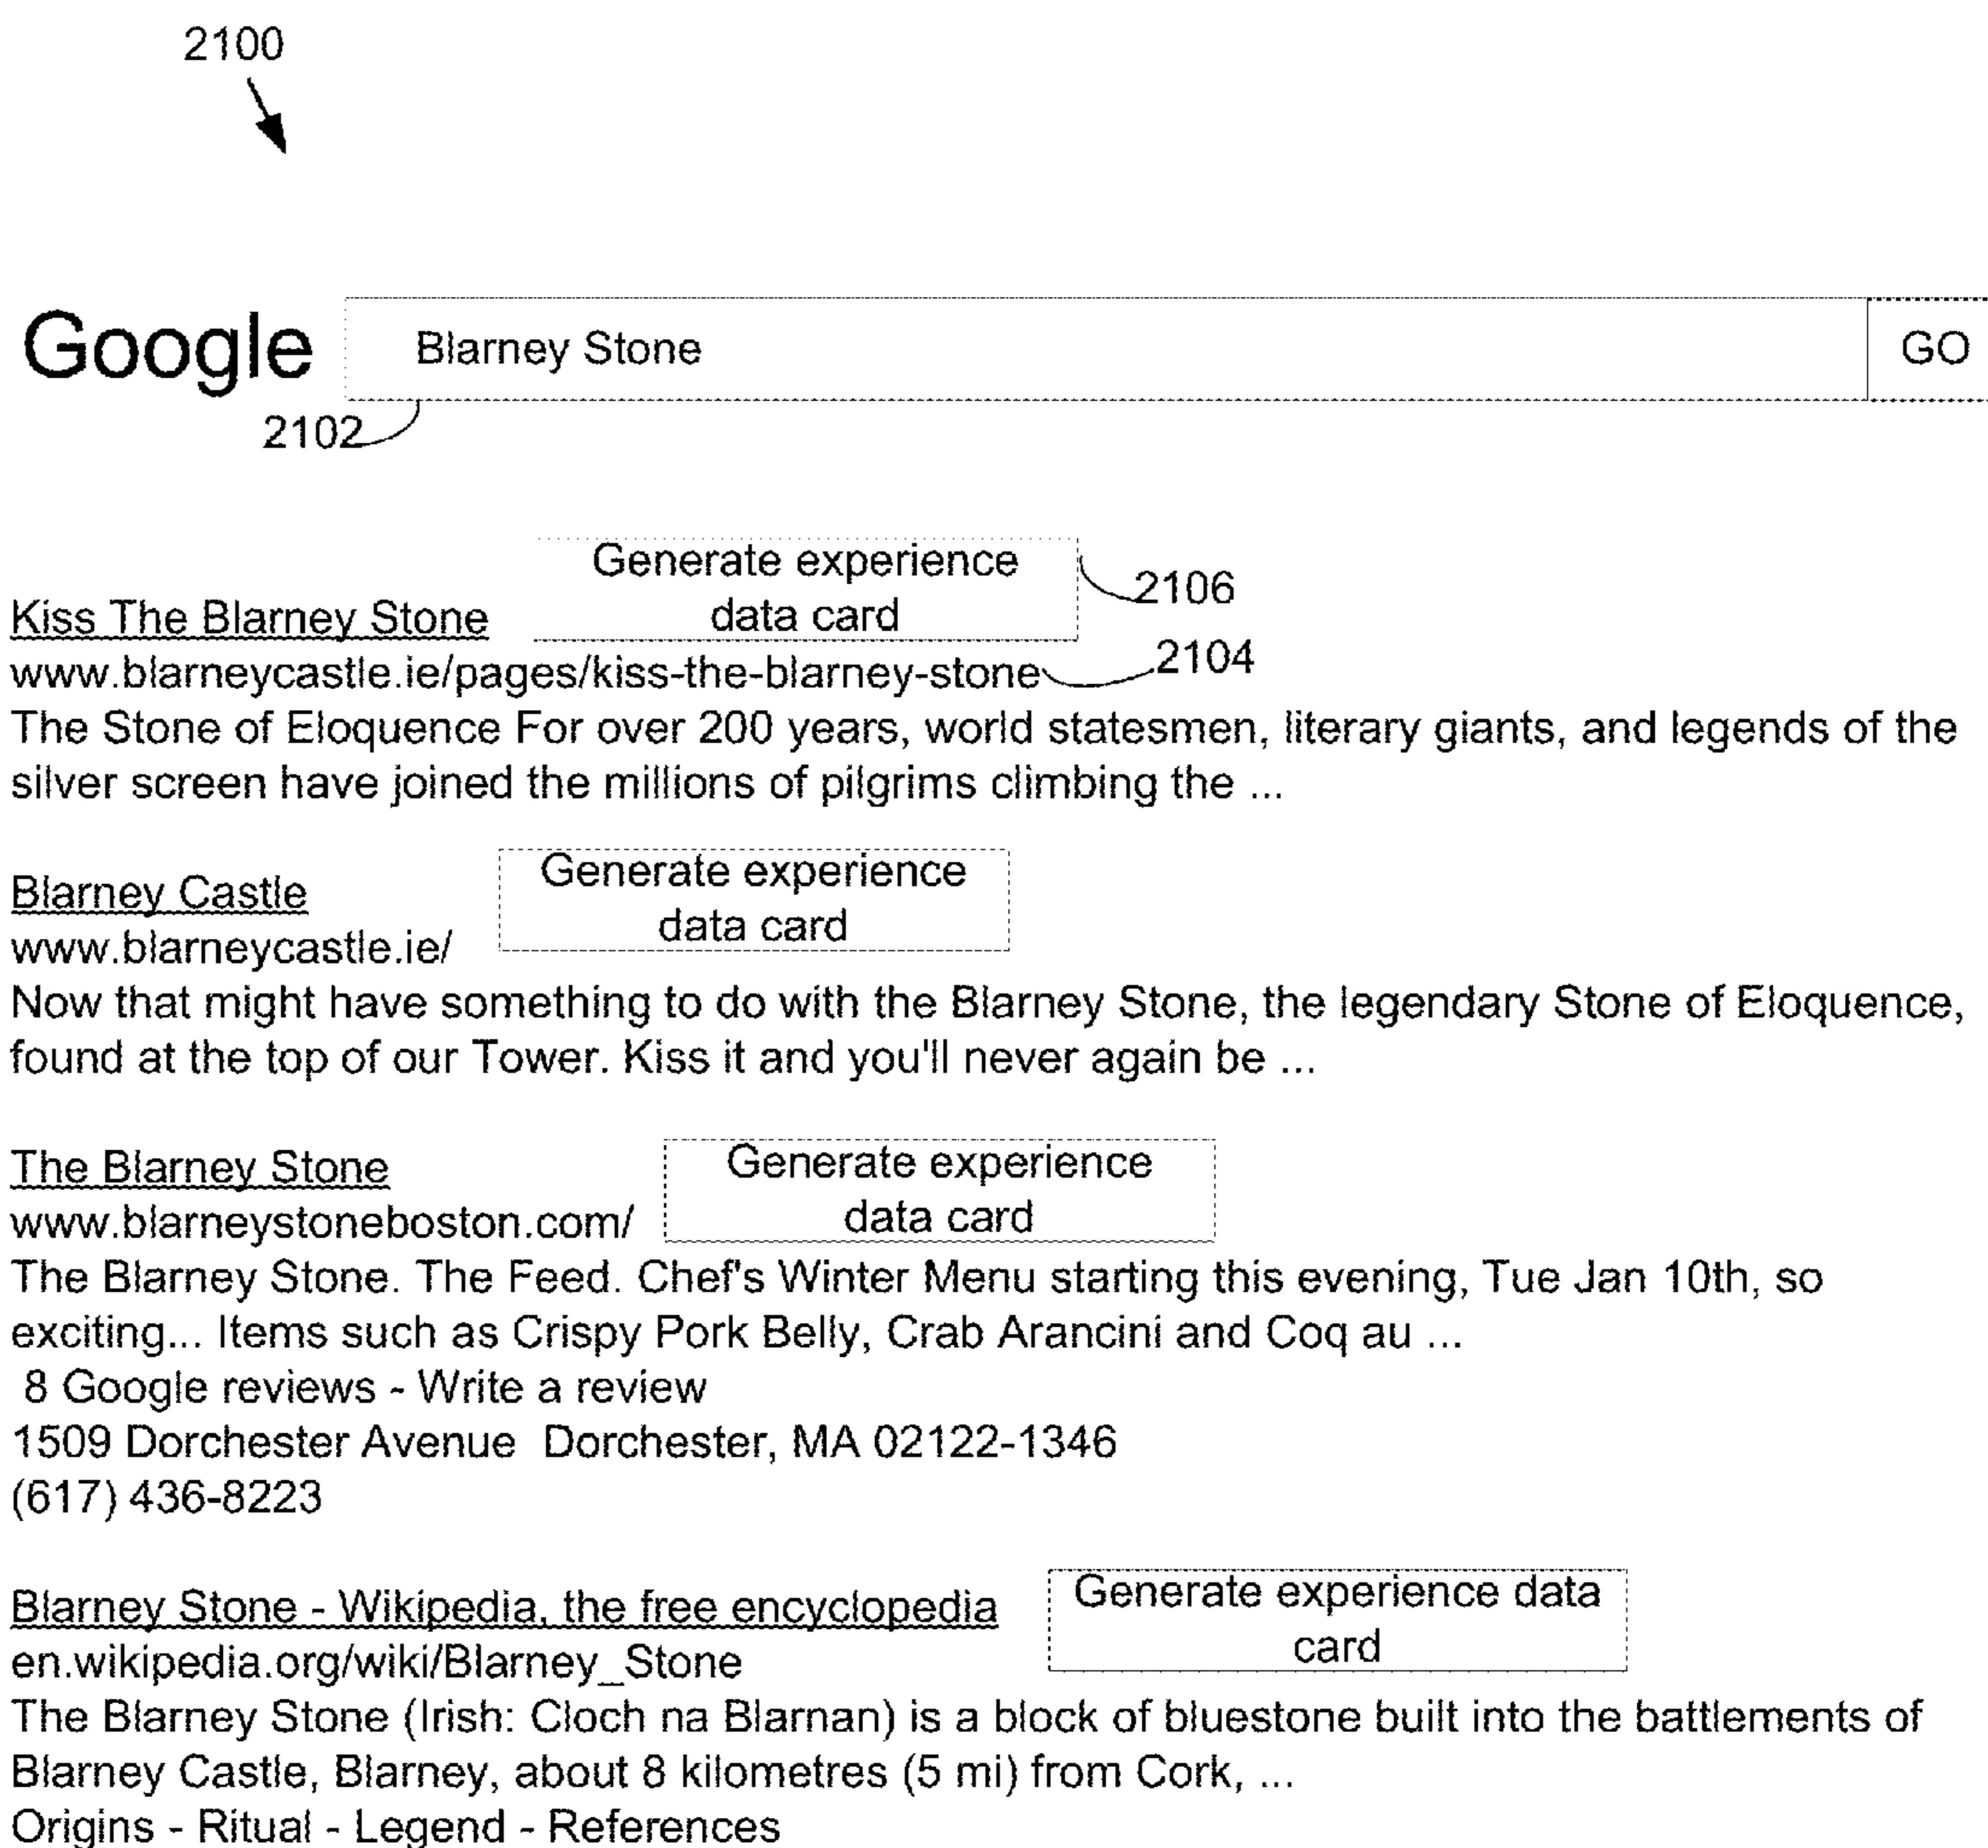 2100
Google
Blarney Stone
GO
2102
Generate experience
data card
2106
Kiss The Blarney Stone
www.blarneycastle.ie/pages/kiss-the-blarney-stone
2104
The Stone of Eloquence For over 200 years, world statesmen, literary giants, and legends of the
silver screen have joined the millions of pilgrims climbing the ...
Blarney Castle
Generate experience
data card
www.blarneycastle.ie/
Now that might have something to do with the Blarney Stone, the legendary Stone of Eloquence,
found at the top of our Tower. Kiss it and you'll never again be ...
The Blarney Stone
Generate experience
data card
www.blarneystoneboston.com/
The Blarney Stone. The Feed. Chef's Winter Menu starting this evening, Tue Jan 10th, so
exciting... Items such as Crispy Pork Belly, Crab Arancini and Coq au ...
8 Google reviews - Write a review
1509 Dorchester Avenue Dorchester, MA 02122-1346
(617) 436-8223
Blarney Stone - Wikipedia, the free encyclopedia
Generate experience data
card
en.wikipedia.org/wiki/Blarney_Stone
The Blarney Stone (Irish: Cloch na Blarnan) is a block of bluestone built into the battlements of
Blarney Castle, Blarney, about 8 kilometres (5 mi) from Cork, ...
Origins - Ritual - Legend - References